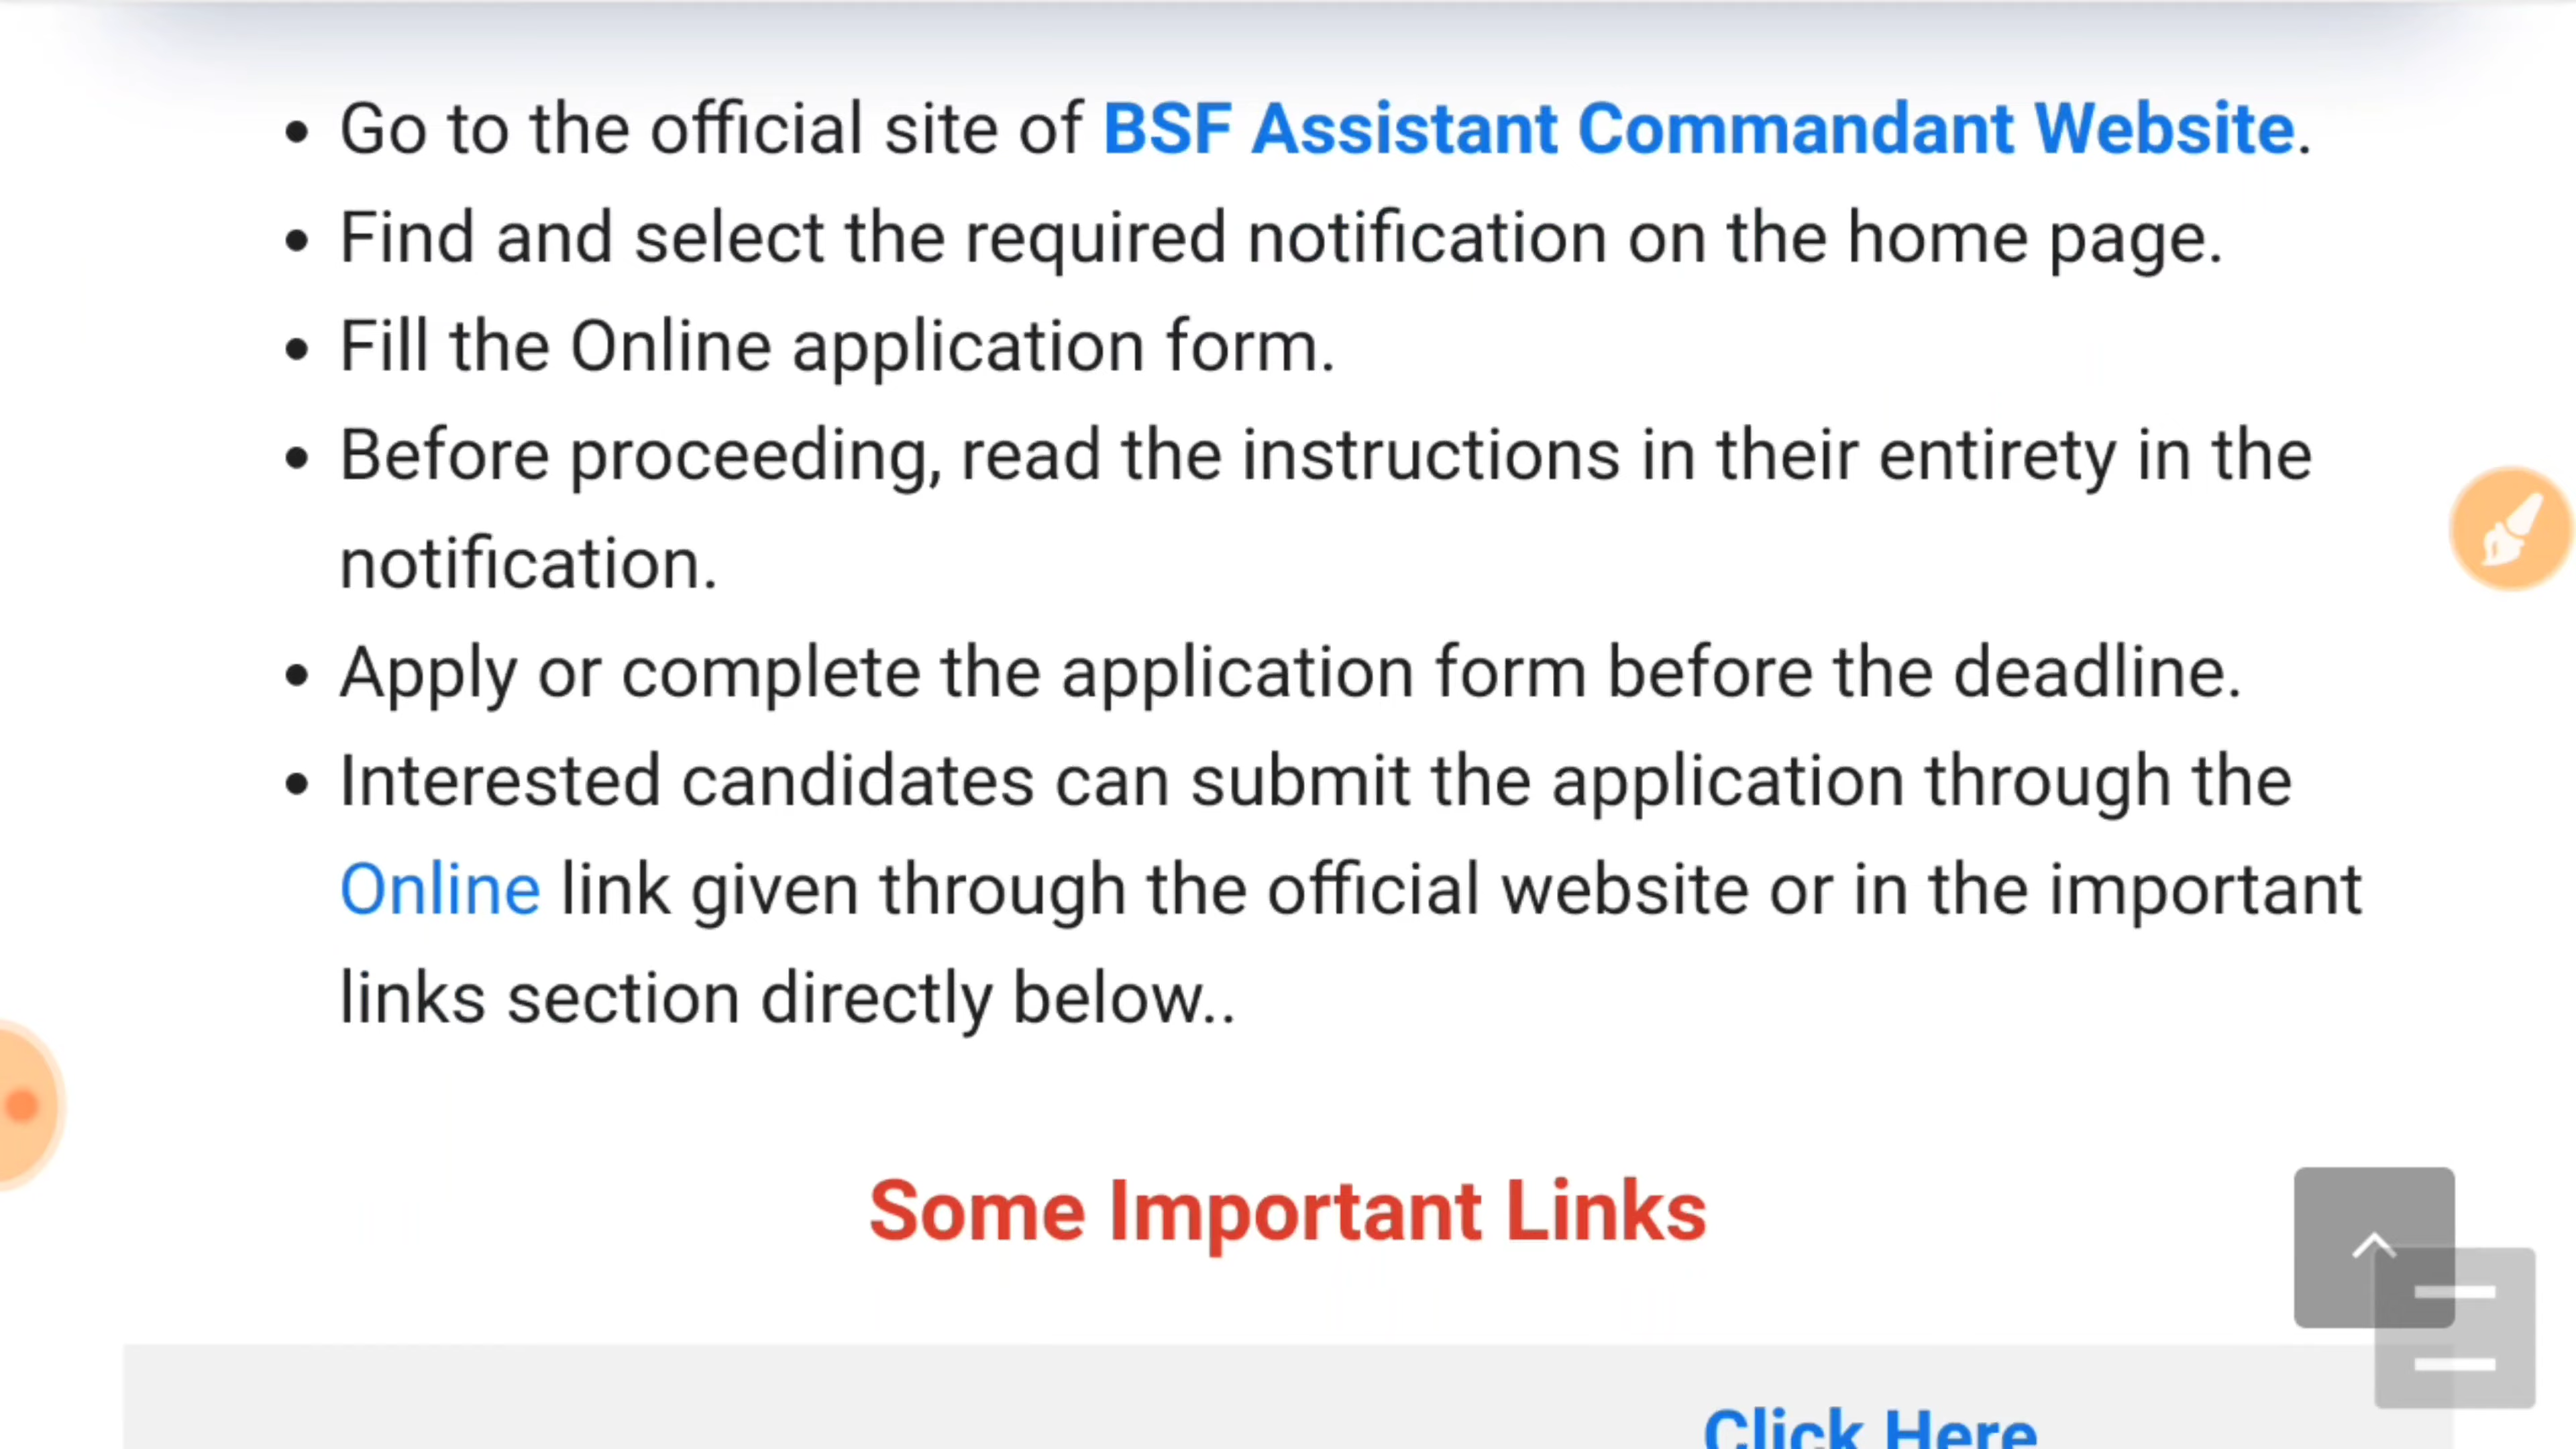 Go to the official site of BSF Assistant Commandant Website.
Find and select the required notification on the home page.
Fill the Online application form.
Before proceeding, read the instructions in their entirety in the
notification.
Apply or complete the application form before the deadline.
Interested candidates can submit the application through the
Online link given through the official website or in the important
links section directly below..
Some Important Links
Click Here